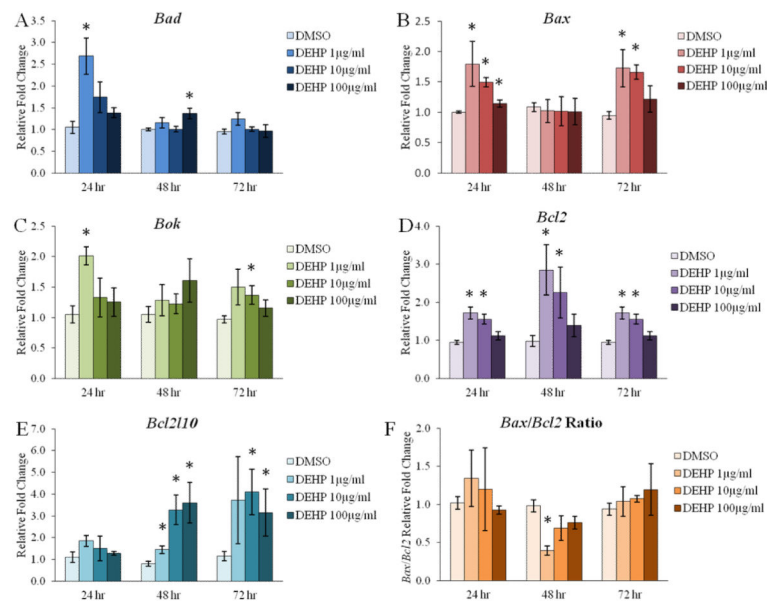 A
Bad
Relative Fold Change
3.5
3.0
2.5
2.0
1.5
1.0
0.5
0.0
24 hr
48 hr
72 hr
*
*
DMSO
DEHP 1µg/ml
DEHP 10µg/ml
DEHP 100µg/ml
B
Bax
Relative Fold Change
2.5
2.0
1.5
1.0
0.5
0.0
24 hr
48 hr
72 hr
* * *
* *
DMSO
DEHP 1µg/ml
DEHP 10µg/ml
DEHP 100µg/ml
C
Bok
Relative Fold Change
2.5
2.0
1.5
1.0
0.5
0.0
24 hr
48 hr
72 hr
*
*
DMSO
DEHP 1µg/ml
DEHP 10µg/ml
DEHP 100µg/ml
D
Bcl2
Relative Fold Change
4.0
3.0
2.0
1.0
0.0
24 hr
48 hr
72 hr
* *
* *
* *
DMSO
DEHP 1µg/ml
DEHP 10µg/ml
DEHP 100µg/ml
E
Bcl2l10
Relative Fold Change
7.0
6.0
5.0
4.0
3.0
2.0
1.0
0.0
24 hr
48 hr
72 hr
* * *
* *
DMSO
DEHP 1µg/ml
DEHP 10µg/ml
DEHP 100µg/ml
F
Bax/Bcl2 Ratio
Bax/Bcl2 Relative Fold Change
2.0
1.5
1.0
0.5
0.0
24 hr
48 hr
72 hr
*
DMSO
DEHP 1µg/ml
DEHP 10µg/ml
DEHP 100µg/ml